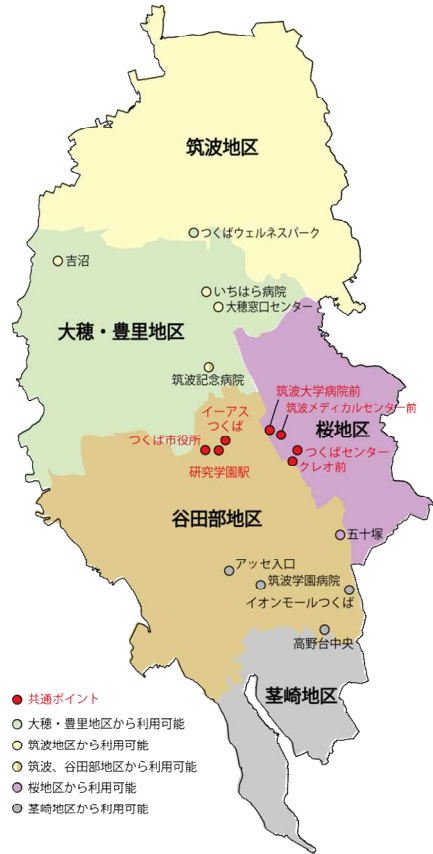 筑波地区
つくばウェルネスパーク
吉沼
いちはら病院
大穂窓口センター
大穂・豊里地区
筑波記念病院
筑波大学病院前
イーアス
つくば
筑波メディカルセンター前
桜地区
つくば市役所
つくばセンター
クレオ前
研究学園駅
谷田部地区
五十塚
アッセ入口
筑波学園病院
イオンモールつくば
高野台中央
茎崎地区
共通ポイント
大穂・豊里地区から利用可能
筑波地区から利用可能
筑波、谷田部地区から利用可能
桜地区から利用可能
茎崎地区から利用可能